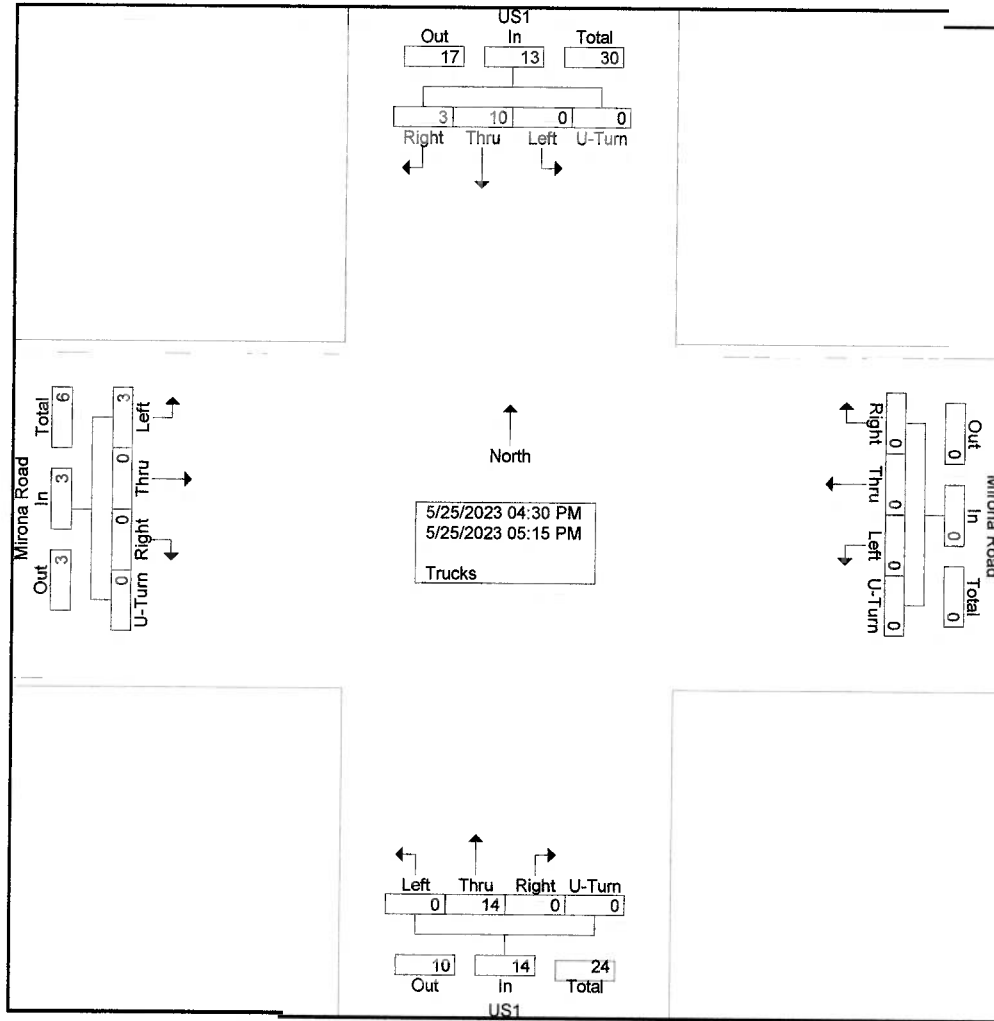 US1
Out In Total
17 13 30
3 10 0 0
Right Thru Left U-Turn
Mirona Road
Total In Out
6 3 3
3 0 0 0
Left Thru Right U-Turn
North
5/25/2023 04:30 PM
5/25/2023 05:15 PM
Trucks
Right Thru Left U-Turn
0 0 0 0
Out In Total
0 0 0
Mirona Road
Left Thru Right U-Turn
0 14 0 0
10 14 24
Out In Total
US1